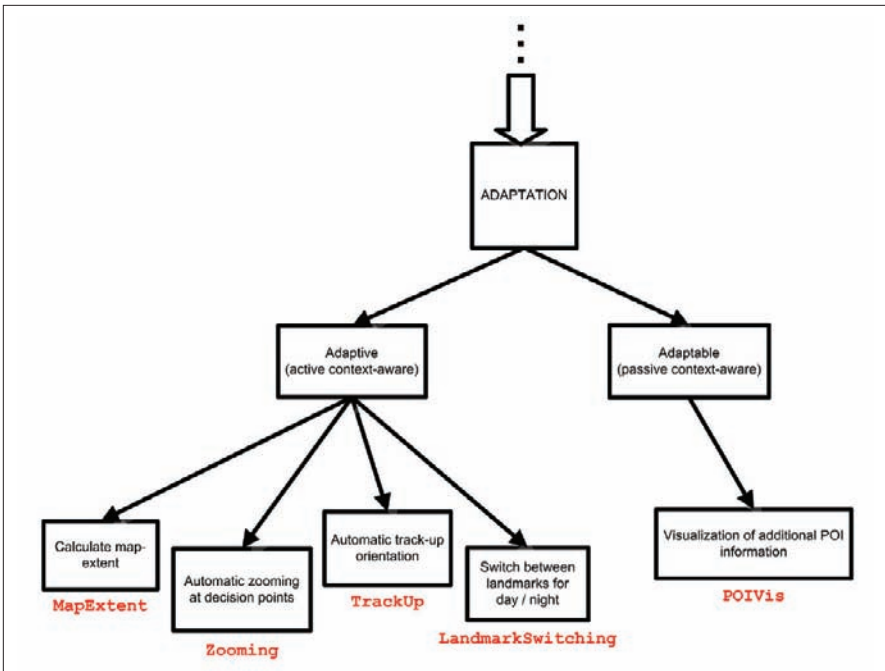 ADAPTATION
Adaptive
(active context-aware)
Adaptable
(passive context-aware)
Calculate map-
extent
MapExtent
Automatic zooming
at decision points
Zooming
Automatic track-up
orientation
TrackUp
Switch between
landmarks for
day / night
LandmarkSwitching
Visualization of additional POI
information
POIVis